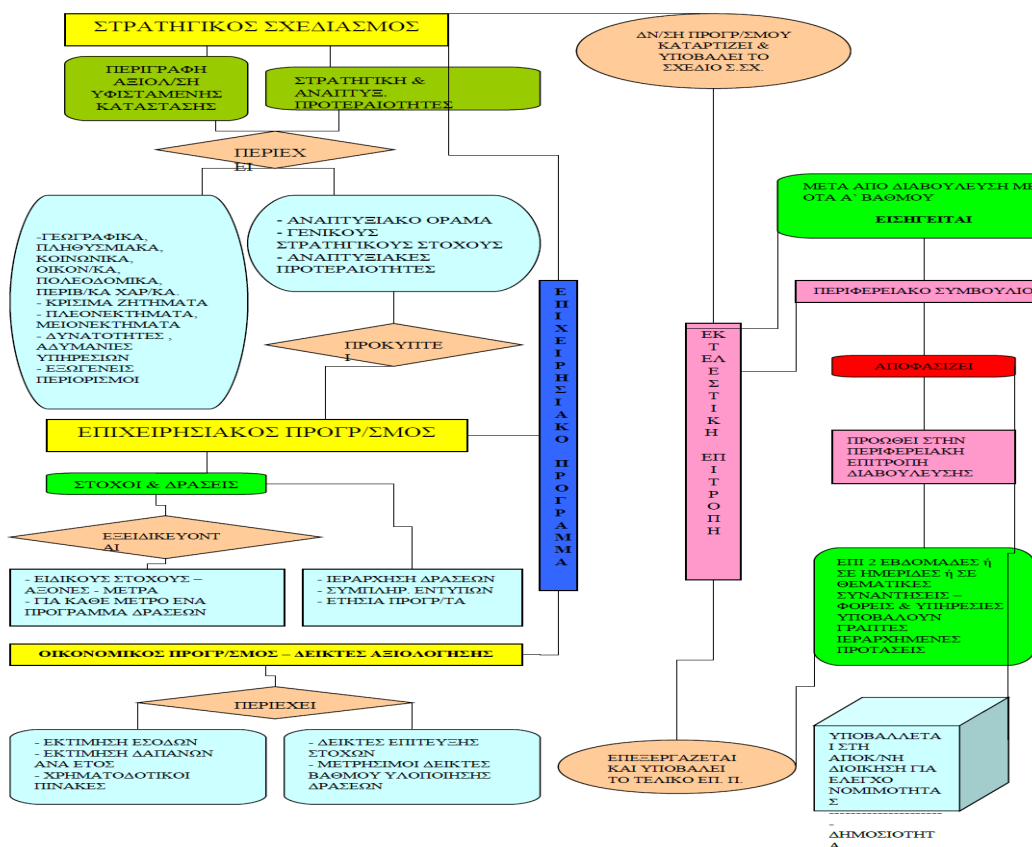 ΣΤΡΑΤΗΓΙΚΟΣ ΣΧΕΔΙΑΣΜΟΣ
ΠΕΡΙΓΡΑΦΗ
ΑΞΙΟΛ/ΣΗ
ΥΦΙΣΤΑΜΕΝΗΣ
ΚΑΤΑΣΤΑΣΗΣ
ΣΤΡΑΤΗΓΙΚΗ &
ΑΝΑΠΤΥΞ.
ΠΡΟΤΕΡΑΙΟΤΗΤΕΣ
ΠΕΡΙΕΧ
ΕΙ
-ΓΕΩΓΡΑΦΙΚΑ,
ΠΛΗΘΥΣΜΙΑΚΑ,
ΚΟΙΝΩΝΙΚΑ,
ΟΙΚΟΝ/ΚΑ,
ΠΟΛΕΟΔΟΜΙΚΑ,
ΠΕΡΙΒ/ΚΑ ΧΑΡ/ΚΑ.
- ΚΡΙΣΙΜΑ ΖΗΤΗΜΑΤΑ
- ΠΛΕΟΝΕΚΤΗΜΑΤΑ,
ΜΕΙΟΝΕΚΤΗΜΑΤΑ
- ΔΥΝΑΤΟΤΗΤΕΣ ,
ΑΔΥΜΑΝΙΕΣ
ΥΠΗΡΕΣΙΩΝ
- ΕΞΩΓΕΝΕΙΣ
ΠΕΡΙΟΡΙΣΜΟΙ
- ΑΝΑΠΤΥΞΙΑΚΟ ΟΡΑΜΑ
- ΓΕΝΙΚΟΥΣ
ΣΤΡΑΤΗΓΙΚΟΥΣ ΣΤΟΧΟΥΣ
- ΑΝΑΠΤΥΞΙΑΚΕΣ
ΠΡΟΤΕΡΑΙΟΤΗΤΕΣ
ΠΡΟΚΥΠΤΕ
Ι
ΕΠΙΧΕΙΡΗΣΙΑΚΟΣ ΠΡΟΓΡ/ΣΜΟΣ
ΣΤΟΧΟΙ & ΔΡΑΣΕΙΣ
ΕΞΕΙΔΙΚΕΥΟΝΤ
ΑΙ
- ΕΙΔΙΚΟΥΣ ΣΤΟΧΟΥΣ –
ΑΞΟΝΕΣ - ΜΕΤΡΑ
- ΓΙΑ ΚΑΘΕ ΜΕΤΡΟ ΕΝΑ
ΠΡΟΓΡΑΜΜΑ ΔΡΑΣΕΩΝ
- ΙΕΡΑΡΧΗΣΗ ΔΡΑΣΕΩΝ
- ΣΥΜΠΛΗΡ. ΕΝΤΥΠΩΝ
- ΕΤΗΣΙΑ ΠΡΟΓΡ/ΤΑ
ΟΙΚΟΝΟΜΙΚΟΣ ΠΡΟΓΡ/ΣΜΟΣ – ΔΕΙΚΤΕΣ ΑΞΙΟΛΟΓΗΣΗΣ
ΠΕΡΙΕΧΕΙ
- ΕΚΤΙΜΗΣΗ ΕΣΟΔΩΝ
- ΕΚΤΙΜΗΣΗ ΔΑΠΑΝΩΝ
ΑΝΑ ΕΤΟΣ
- ΧΡΗΜΑΤΟΔΟΤΙΚΟΙ
ΠΙΝΑΚΕΣ
- ΔΕΙΚΤΕΣ ΕΠΙΤΕΥΞΗΣ
ΣΤΟΧΩΝ
- ΜΕΤΡΗΣΙΜΟΙ ΔΕΙΚΤΕΣ
ΒΑΘΜΟΥ ΥΛΟΠΟΙΗΣΗΣ
ΔΡΑΣΕΩΝ
ΕΠΙΧΕΙΡΗΣΙΑΚΟ ΠΡΟΓΡΑΜΜΑ
ΔΝ/ΣΗ ΠΡΟΓΡ/ΣΜΟΥ
ΚΑΤΑΡΤΙΖΕΙ &
ΥΠΟΒΑΛΕΙ ΤΟ
ΣΧΕΔΙΟ Σ.ΣΧ.
ΕΚΤΕΛΕΣΤΙΚΗ ΕΠΙΤΡΟΠΗ
ΕΠΕΞΕΡΓΑΖΕΤΑΙ
ΚΑΙ ΥΠΟΒΑΛΕΙ
ΤΟ ΤΕΛΙΚΟ ΕΠ. Π.
ΜΕΤΑ ΑΠΟ ΔΙΑΒΟΥΛΕΥΣΗ ΜΕ
ΟΤΑ Α΄ ΒΑΘΜΟΥ
ΕΙΣΗΓΕΙΤΑΙ
ΠΕΡΙΦΕΡΕΙΑΚΟ ΣΥΜΒΟΥΛΙΟ
ΑΠΟΦΑΣΙΖΕΙ
ΠΡΟΩΘΕΙ ΣΤΗΝ
ΠΕΡΙΦΕΡΕΙΑΚΗ
ΕΠΙΤΡΟΠΗ
ΔΙΑΒΟΥΛΕΥΣΗΣ
ΕΠΙ 2 ΕΒΔΟΜΑΔΕΣ ή
ΣΕ ΗΜΕΡΙΔΕΣ ή ΣΕ
ΘΕΜΑΤΙΚΕΣ
ΣΥΝΑΝΤΗΣΕΙΣ –
ΦΟΡΕΙΣ & ΥΠΗΡΕΣΙΕΣ
ΥΠΟΒΑΛΟΥΝ
ΓΡΑΠΤΕΣ
ΙΕΡΑΡΧΗΜΕΝΕΣ
ΠΡΟΤΑΣΕΙΣ
ΥΠΟΒΑΛΛΕΤΑ
Ι ΣΤΗ
ΑΠΟΚ/ΝΗ
ΔΙΟΙΚΗΣΗ ΓΙΑ
ΕΛΕΓΧΟ
ΝΟΜΙΜΟΤΗΤΑ
Σ
--------------------
-
ΔΗΜΟΣΙΟΤΗΤ
Α